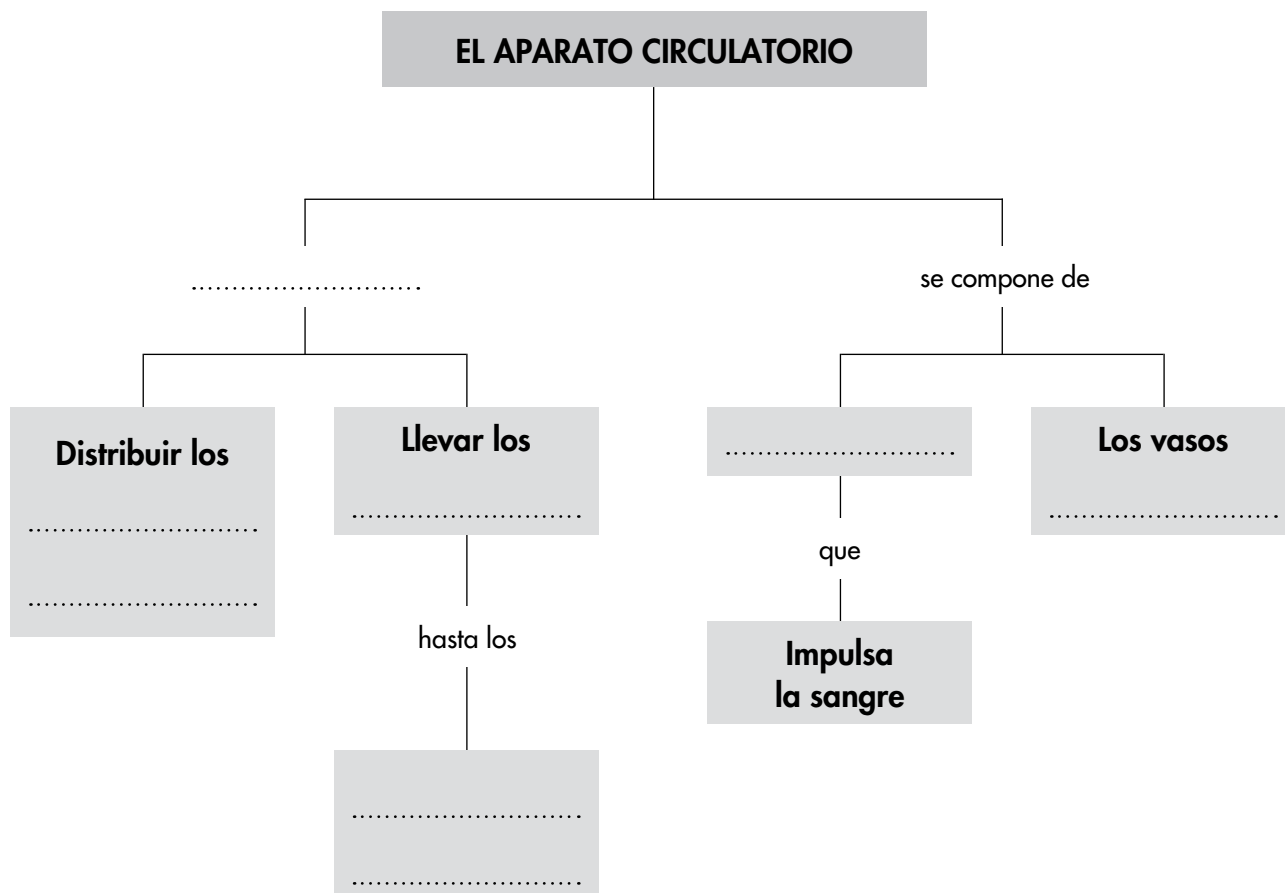 EL APARATO CIRCULATORIO
..............................
se compone de
Distribuir los
..............................
..............................
Llevar los
..............................
..............................
Los vasos
..............................
que
hasta los
Impulsa
la sangre
..............................
..............................